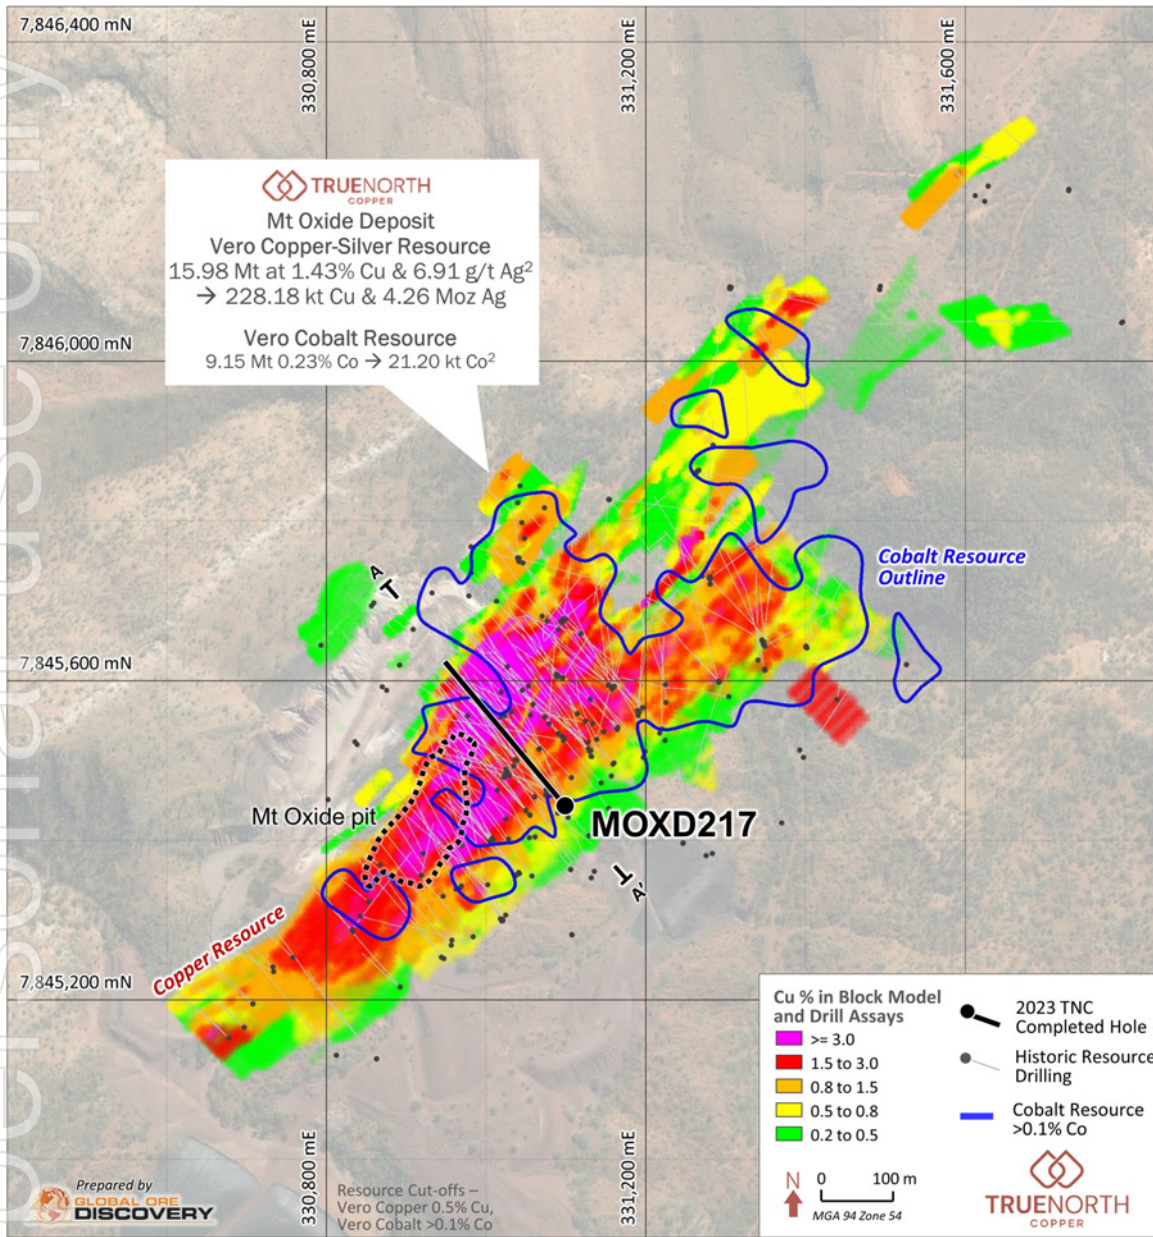 7,846,400 mN
330,800 mE
331,200 mE
331,600 mE
TRUENORTH
COPPER
Mt Oxide Deposit
Vero Copper-Silver Resource
15.98 Mt at 1.43% Cu & 6.91 g/t Ag²
→ 228.18 kt Cu & 4.26 Moz Ag
Vero Cobalt Resource
9.15 Mt 0.23% Co → 21.20 kt Co²
7,846,000 mN
Cobalt Resource
Outline
A
7,845,600 mN
Mt Oxide pit
MOXD217
A'
Copper Resource
7,845,200 mN
330,800 mE
331,200 mE
Prepared by
GLOBAL ORE
DISCOVERY
Resource Cut-offs –
Vero Copper 0.5% Cu,
Vero Cobalt >0.1% Co
Cu % in Block Model
and Drill Assays
>= 3.0
1.5 to 3.0
0.8 to 1.5
0.5 to 0.8
0.2 to 0.5
2023 TNC
Completed Hole
Historic Resource
Drilling
Cobalt Resource
>0.1% Co
N
0 100 m
MGA 94 Zone 54
TRUENORTH
COPPER
personal use only